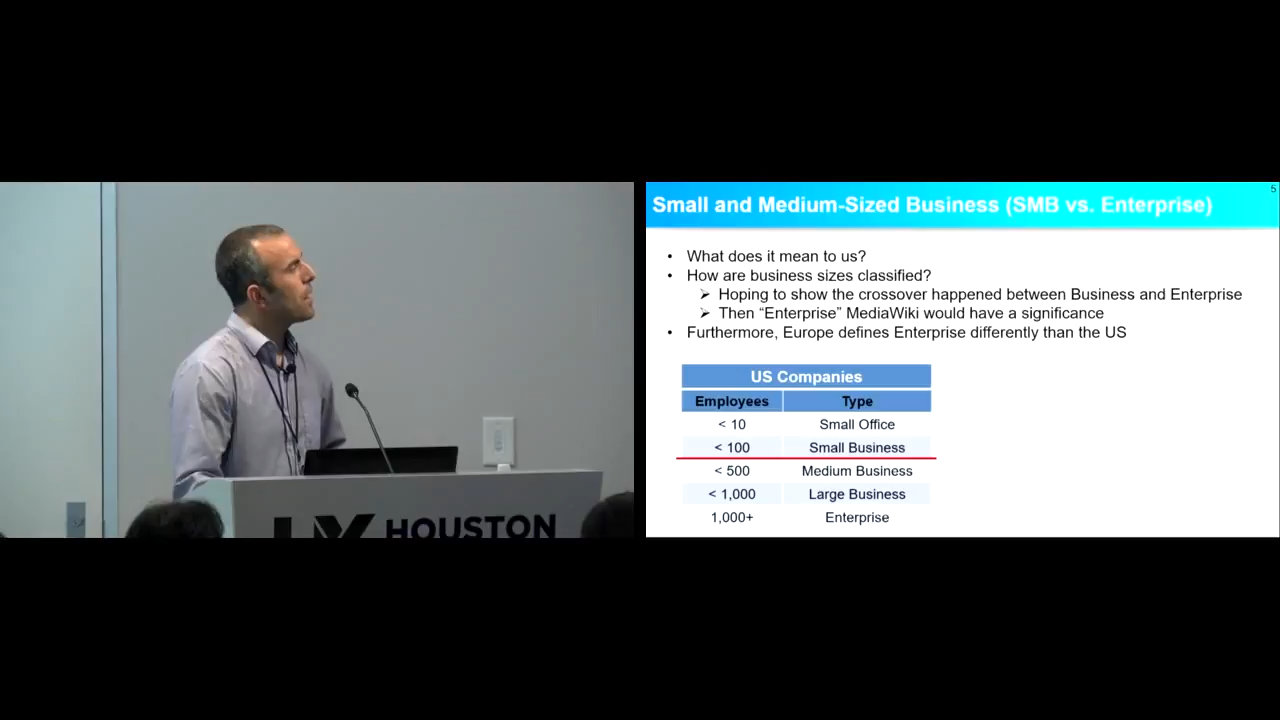 5
Small and Medium-Sized Business (SMB vs. Enterprise)
• What does it mean to us?
• How are business sizes classified?
➢ Hoping to show the crossover happened between Business and Enterprise
➢ Then “Enterprise” MediaWiki would have a significance
• Furthermore, Europe defines Enterprise differently than the US
US Companies
Employees Type
< 10 Small Office
< 100 Small Business
< 500 Medium Business
< 1,000 Large Business
1,000+ Enterprise
HOUSTON